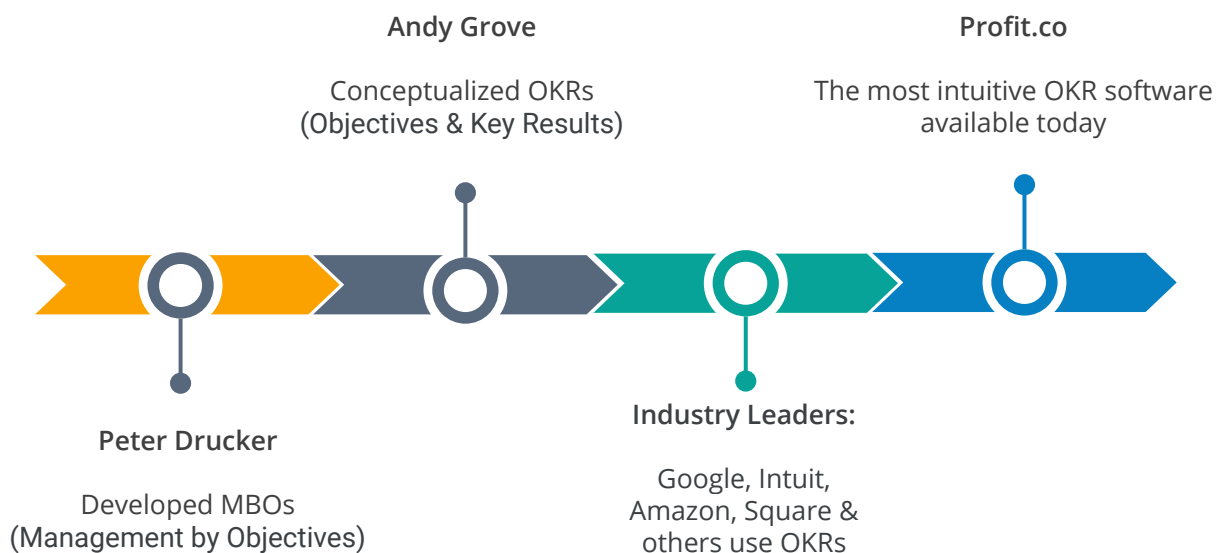 Andy Grove
Conceptualized OKRs
(Objectives & Key Results)
Profit.co
The most intuitive OKR software
available today
Peter Drucker
Developed MBOs
(Management by Objectives)
Industry Leaders:
Google, Intuit,
Amazon, Square &
others use OKRs